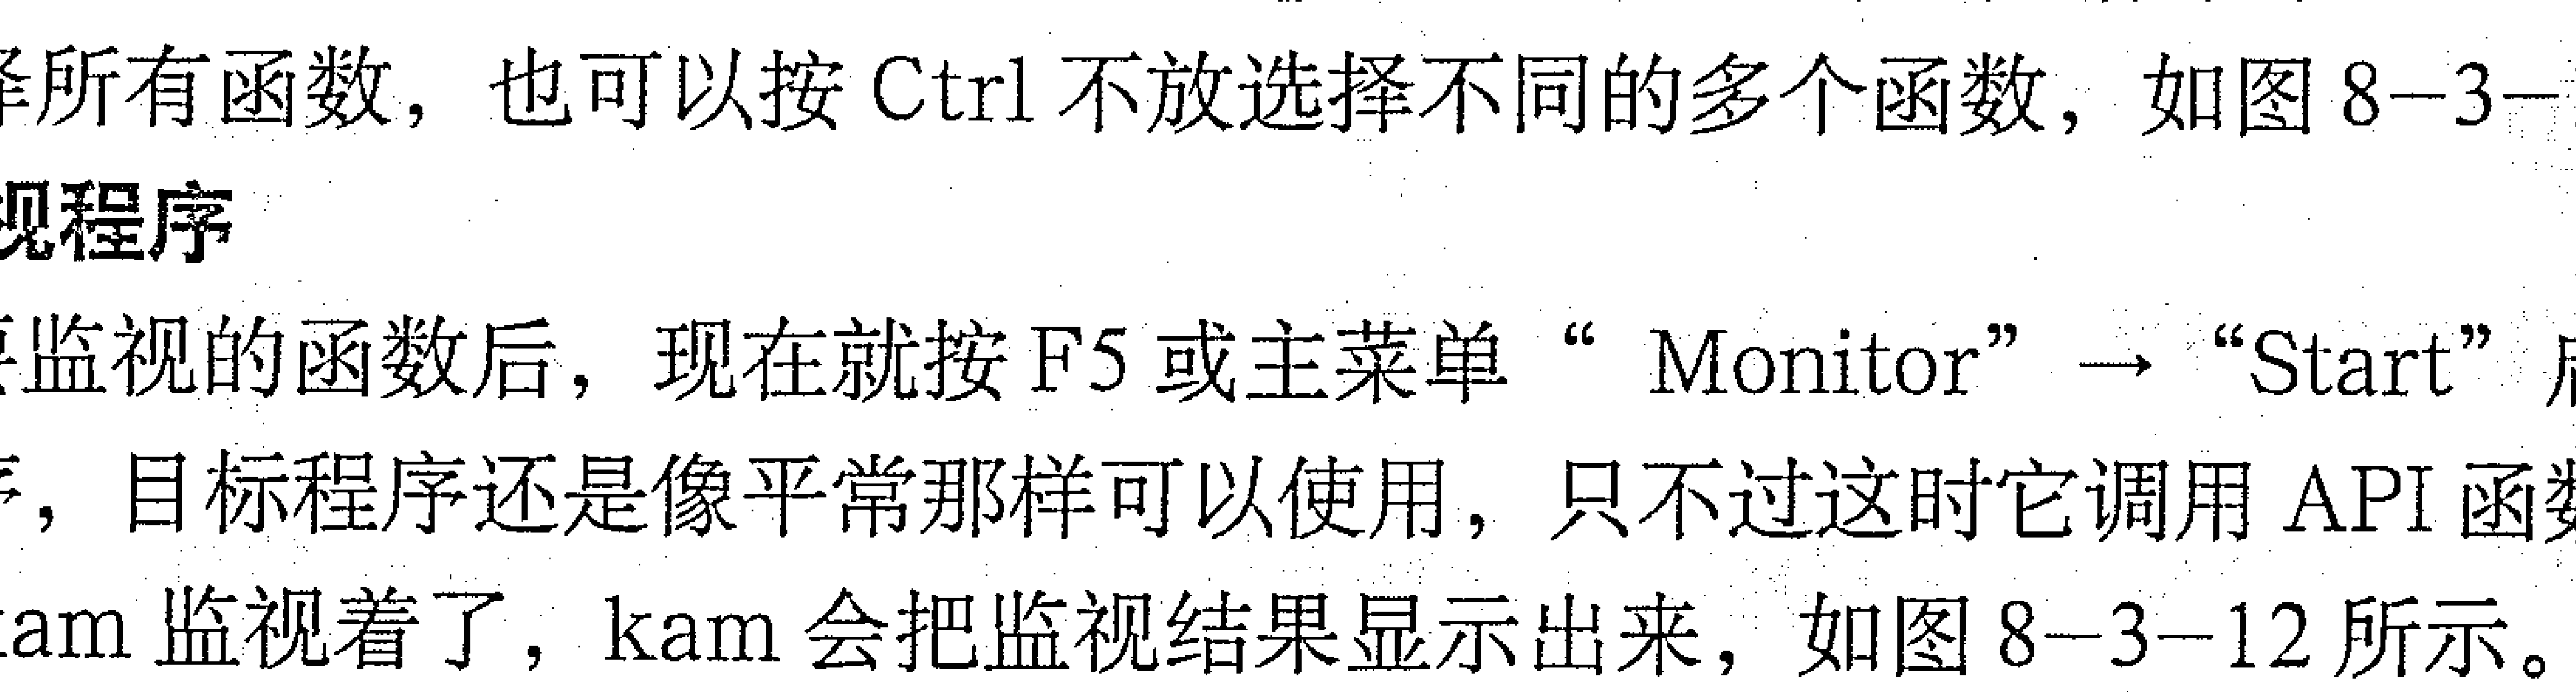 择所有函数，也可以按 Ctrl 不放选择不同的多个函数，如图 8－3－
视程序
要监视的函数后，现在就按 F5 或主菜单“ Monitor”→“Start”
，目标程序还是像平常那样可以使用，只不过这时它调用 API 函数
kam 监视着了，kam 会把监视结果显示出来，如图 8－3－12 所示。